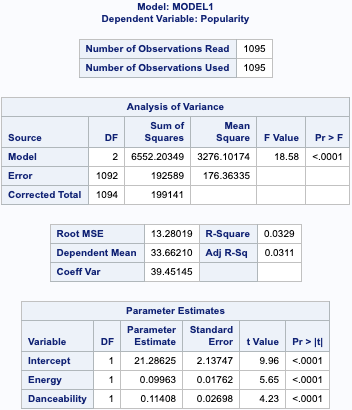 Model: MODEL1
Dependent Variable: Popularity
Number of Observations Read 1095
Number of Observations Used 1095
Analysis of Variance
Sum of Mean
Source DF Squares Square F Value Pr > F
Model 2 6552.20349 3276.10174 18.58 <.0001
Error 1092 192589 176.36335
Corrected Total 1094 199141
Root MSE 13.28019 R-Square 0.0329
Dependent Mean 33.66210 Adj R-Sq 0.0311
Coeff Var 39.45145
Parameter Estimates
Parameter Standard
Variable DF Estimate Error t Value Pr > |t|
Intercept 1 21.28625 2.13747 9.96 <.0001
Energy 1 0.09963 0.01762 5.65 <.0001
Danceability 1 0.11408 0.02698 4.23 <.0001